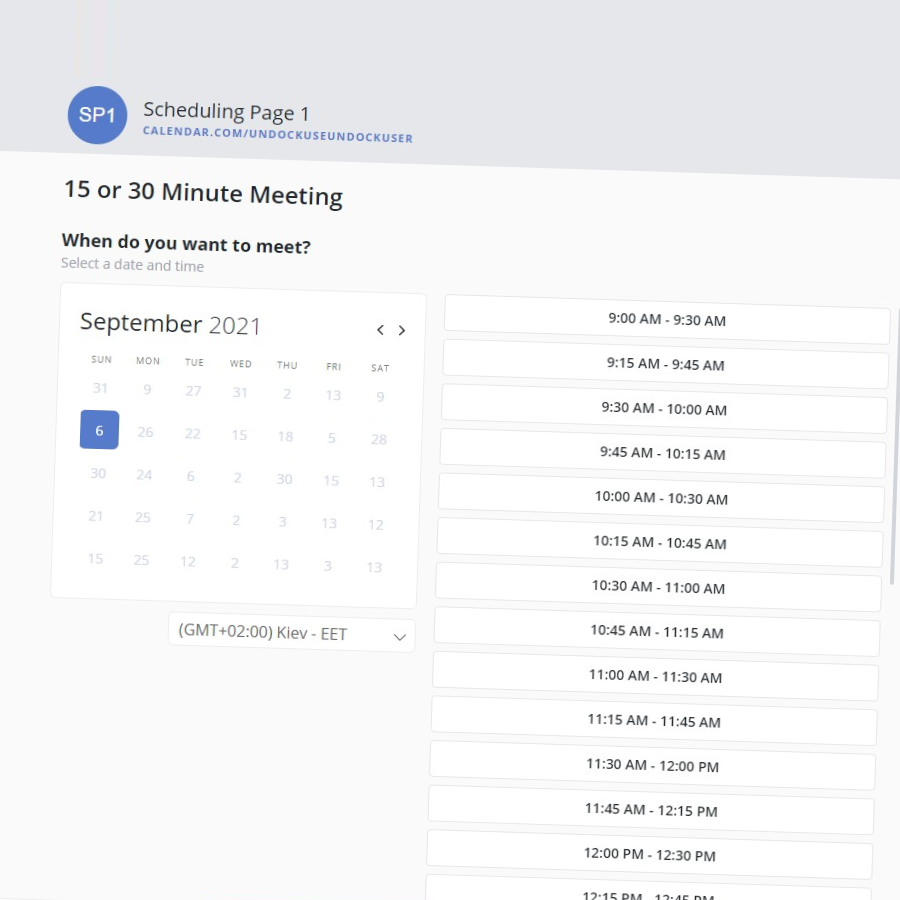 SP1
Scheduling Page 1
CALENDAR.COM/UNDOCKUSEUNDOCKUSER
15 or 30 Minute Meeting
When do you want to meet?
Select a date and time
September 2021
SUN MON TUE WED THU FRI SAT
31 9 27 31 2 13 9
6 26 22 15 18 5 28
30 24 6 2 30 15 13
21 25 7 2 3 13 12
15 25 12 2 13 3 13
(GMT+02:00) Kiev - EET
9:00 AM - 9:30 AM
9:15 AM - 9:45 AM
9:30 AM - 10:00 AM
9:45 AM - 10:15 AM
10:00 AM - 10:30 AM
10:15 AM - 10:45 AM
10:30 AM - 11:00 AM
10:45 AM - 11:15 AM
11:00 AM - 11:30 AM
11:15 AM - 11:45 AM
11:30 AM - 12:00 PM
11:45 AM - 12:15 PM
12:00 PM - 12:30 PM
12:15 PM - 12:45 PM